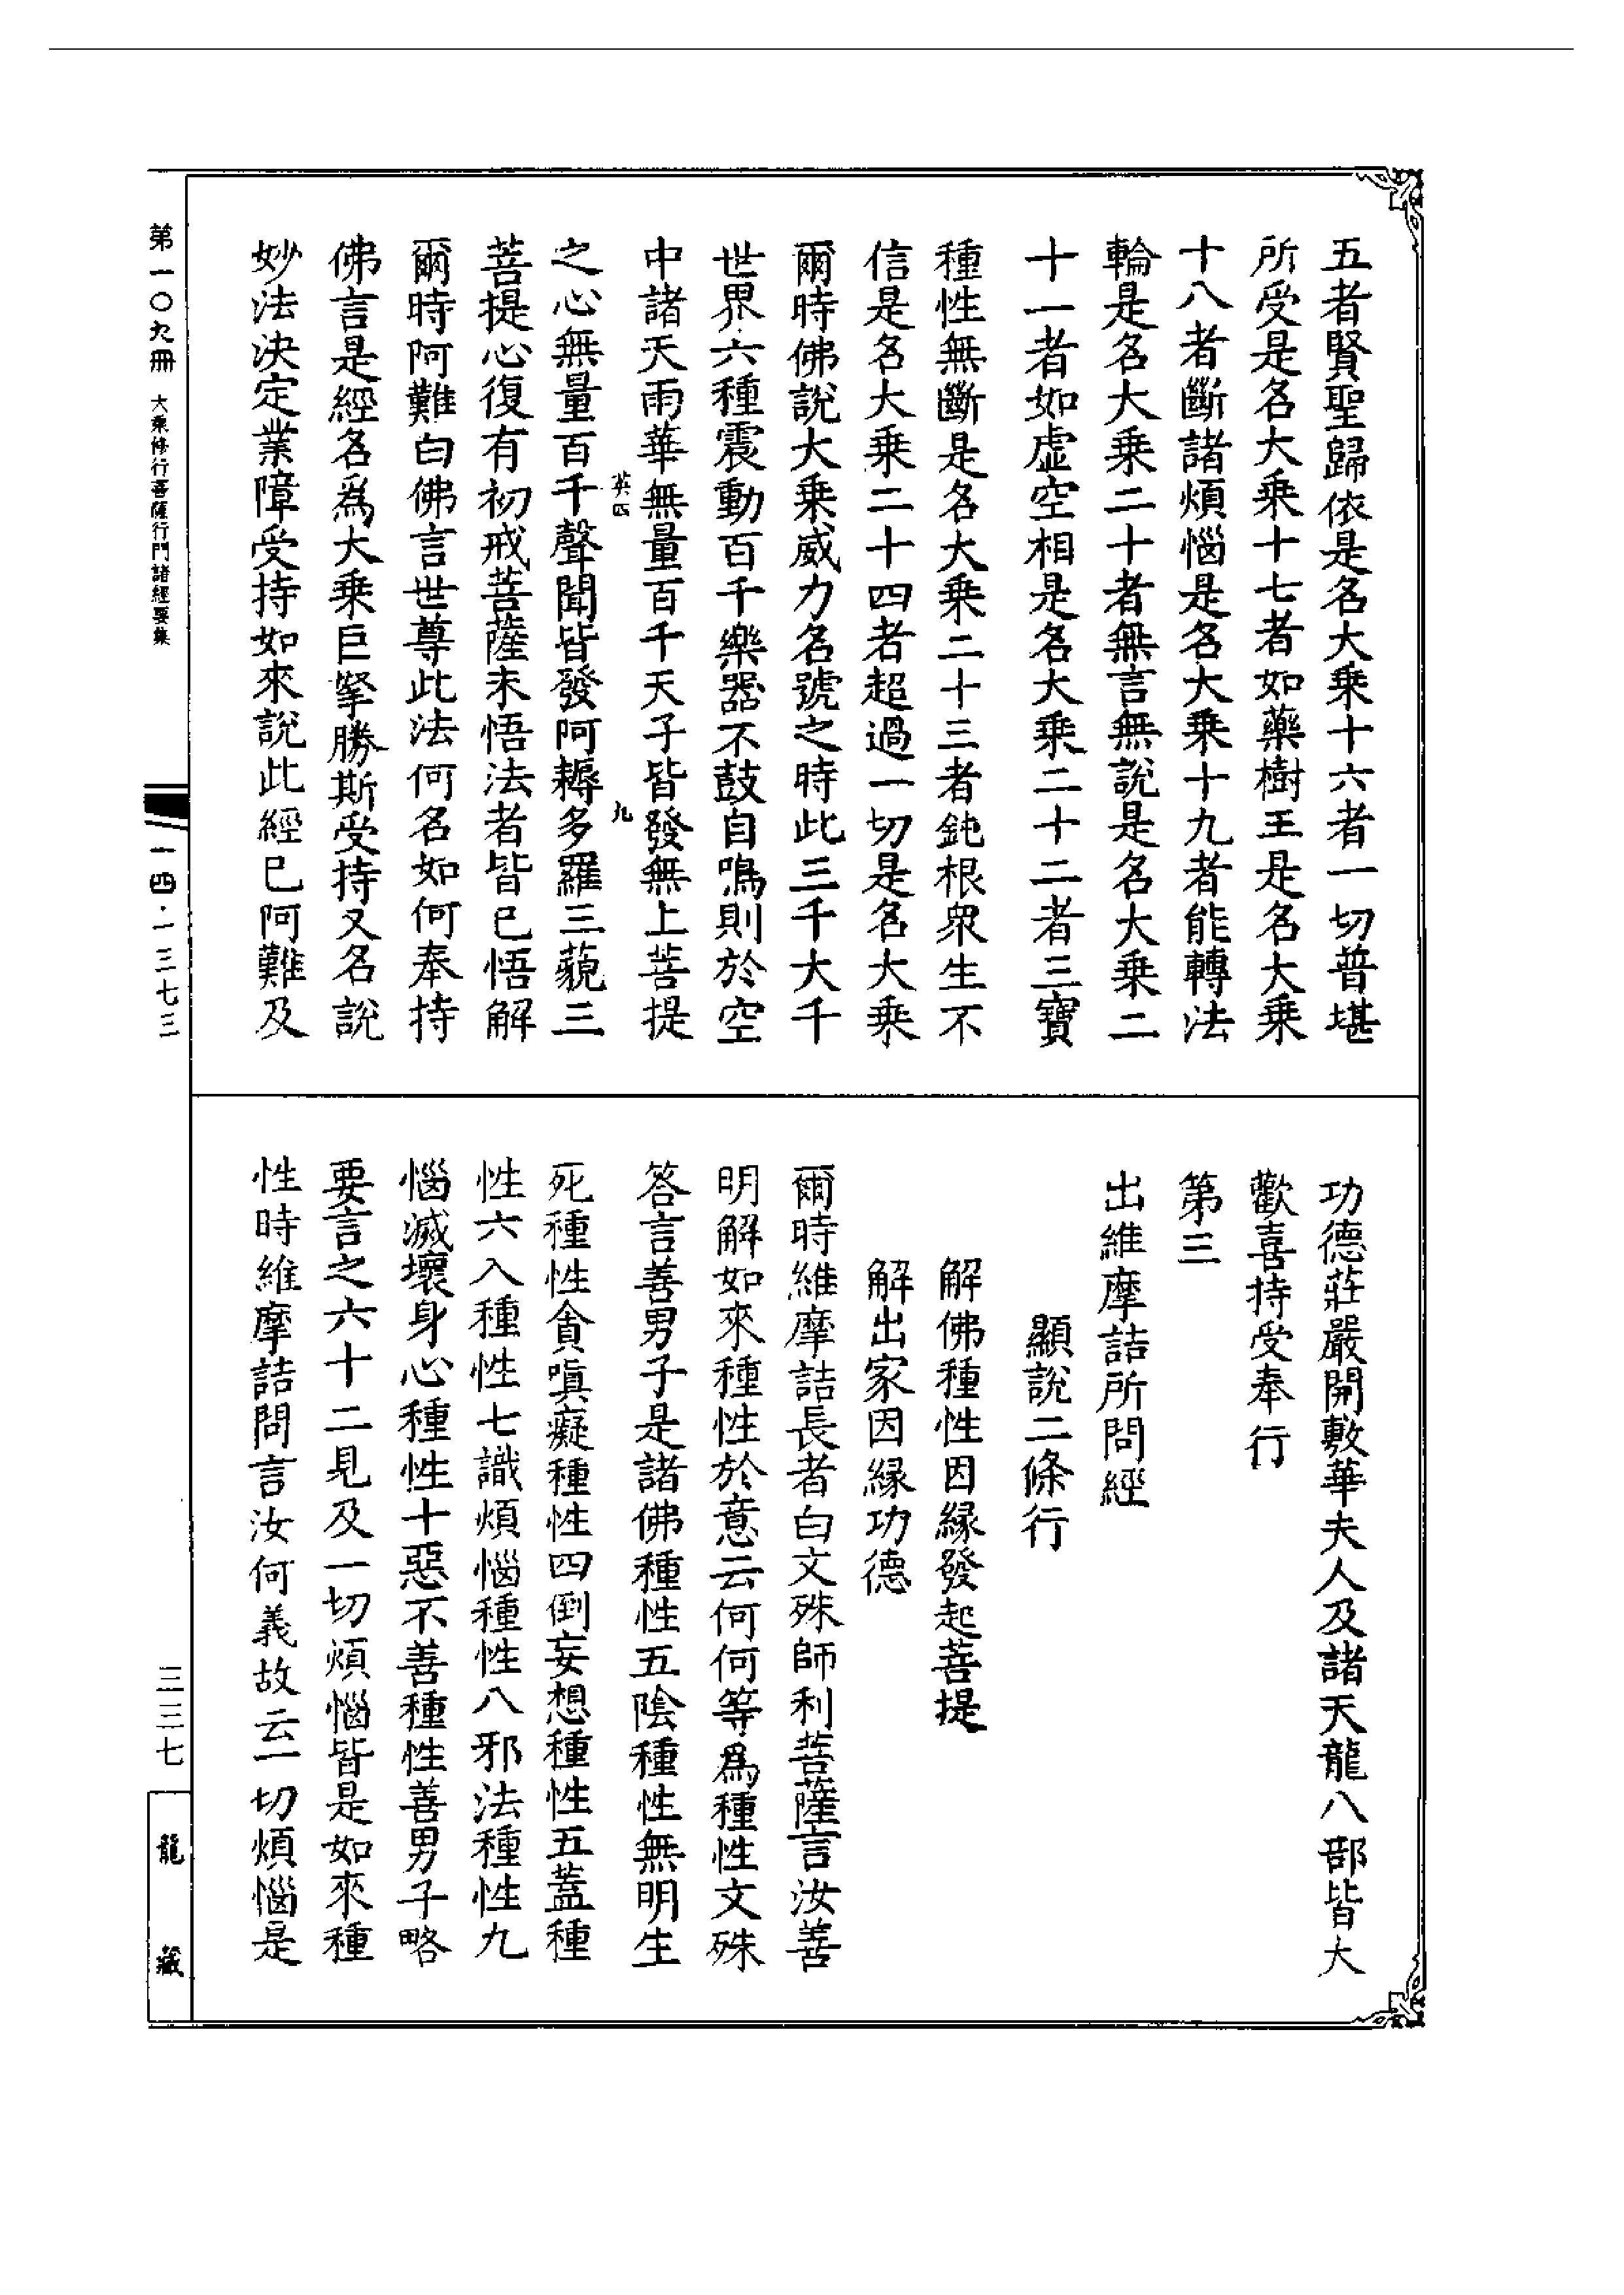 五者賢聖歸依是名大乘十六者一切普堪
所受是名大乘十七者如藥樹王是名大乘
十八者斷諸煩惱是名大乘十九者能轉法
輪是名大乘二十者無言無說是名大乘二
十一者如虛空相是名大乘二十二者三寶
種性無斷是名大乘二十三者鈍根眾生不
信是名大乘二十四者超過一切是名大乘
爾時佛說大乘威力名號之時此三千大千
世界六種震動百千樂器不鼓自鳴則於空
中諸天雨華無量百千天子皆發無上菩提
英四
九
之心無量百千聲聞皆發阿耨多羅三藐三
菩提心復有初戒菩薩未悟法者皆已悟解
爾時阿難白佛言世尊此法何名如何奉持
佛言是經名為大乘巨擘勝斯受持又名說
妙法決定業障受持如來說此經已阿難及
功德莊嚴開敷華夫人及諸天龍八部皆大
歡喜持受奉行
第三
出維摩詰所問經
顯說二條行
解佛種性因緣發起菩提
解出家因緣功德
爾時維摩詰長者白文殊師利菩薩言汝善
明解如來種性於意云何何等為種性文殊
答言善男子是諸佛種性五陰種性無明生
死種性貪嗔癡種性四倒妄想種性五蓋種
性六入種性七識煩惱種性八邪法種性九
惱滅壞身心種性十惡不善種性善男子略
要言之六十二見及一切煩惱皆是如來種
性時維摩詰問言汝何義故云一切煩惱是
第一〇九冊 大乘修行菩薩行門諸經要集
一四·一三七三
三三七
龍藏